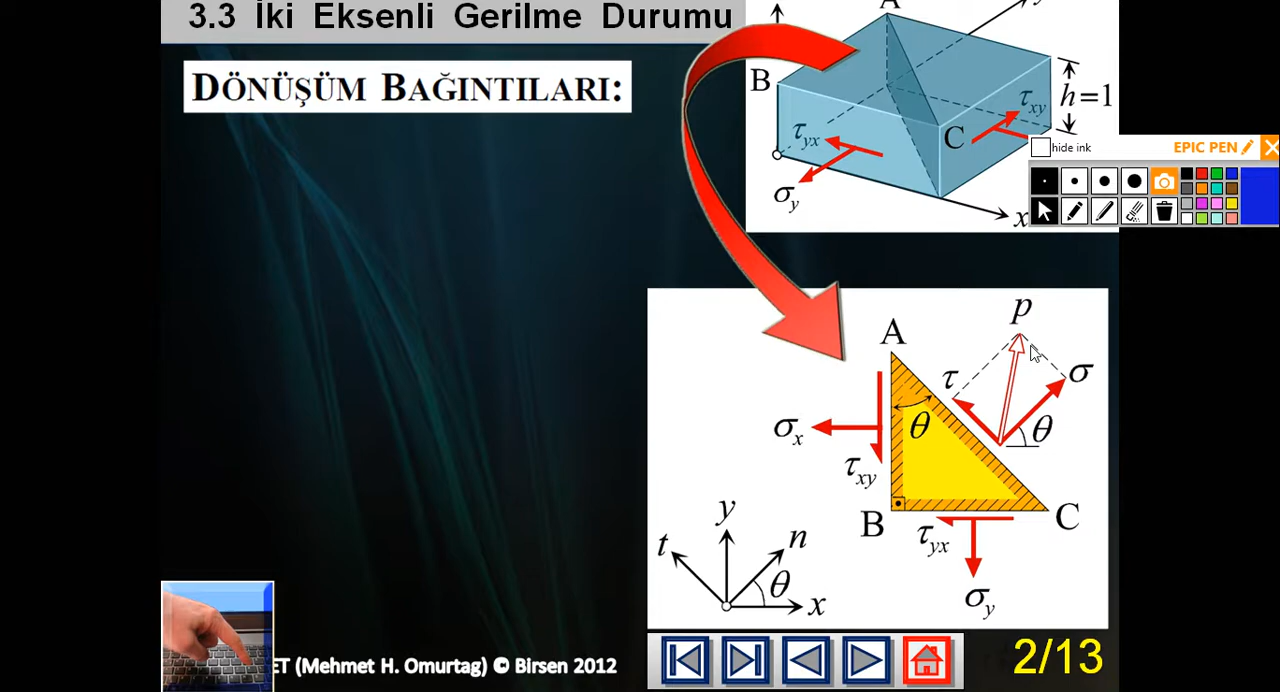 3.3 İki Eksenli Gerilme Durumu
DÖNÜŞÜM BAĞINTILARI:
A
B
C
h=1
τxy
τyx
σy
x
hide ink
EPIC PEN
p
A
τ
σ
θ
θ
σx
τxy
B
C
τyx
σy
y
t
n
θ
x
ET (Mehmet H. Omurtag) © Birsen 2012
2/13